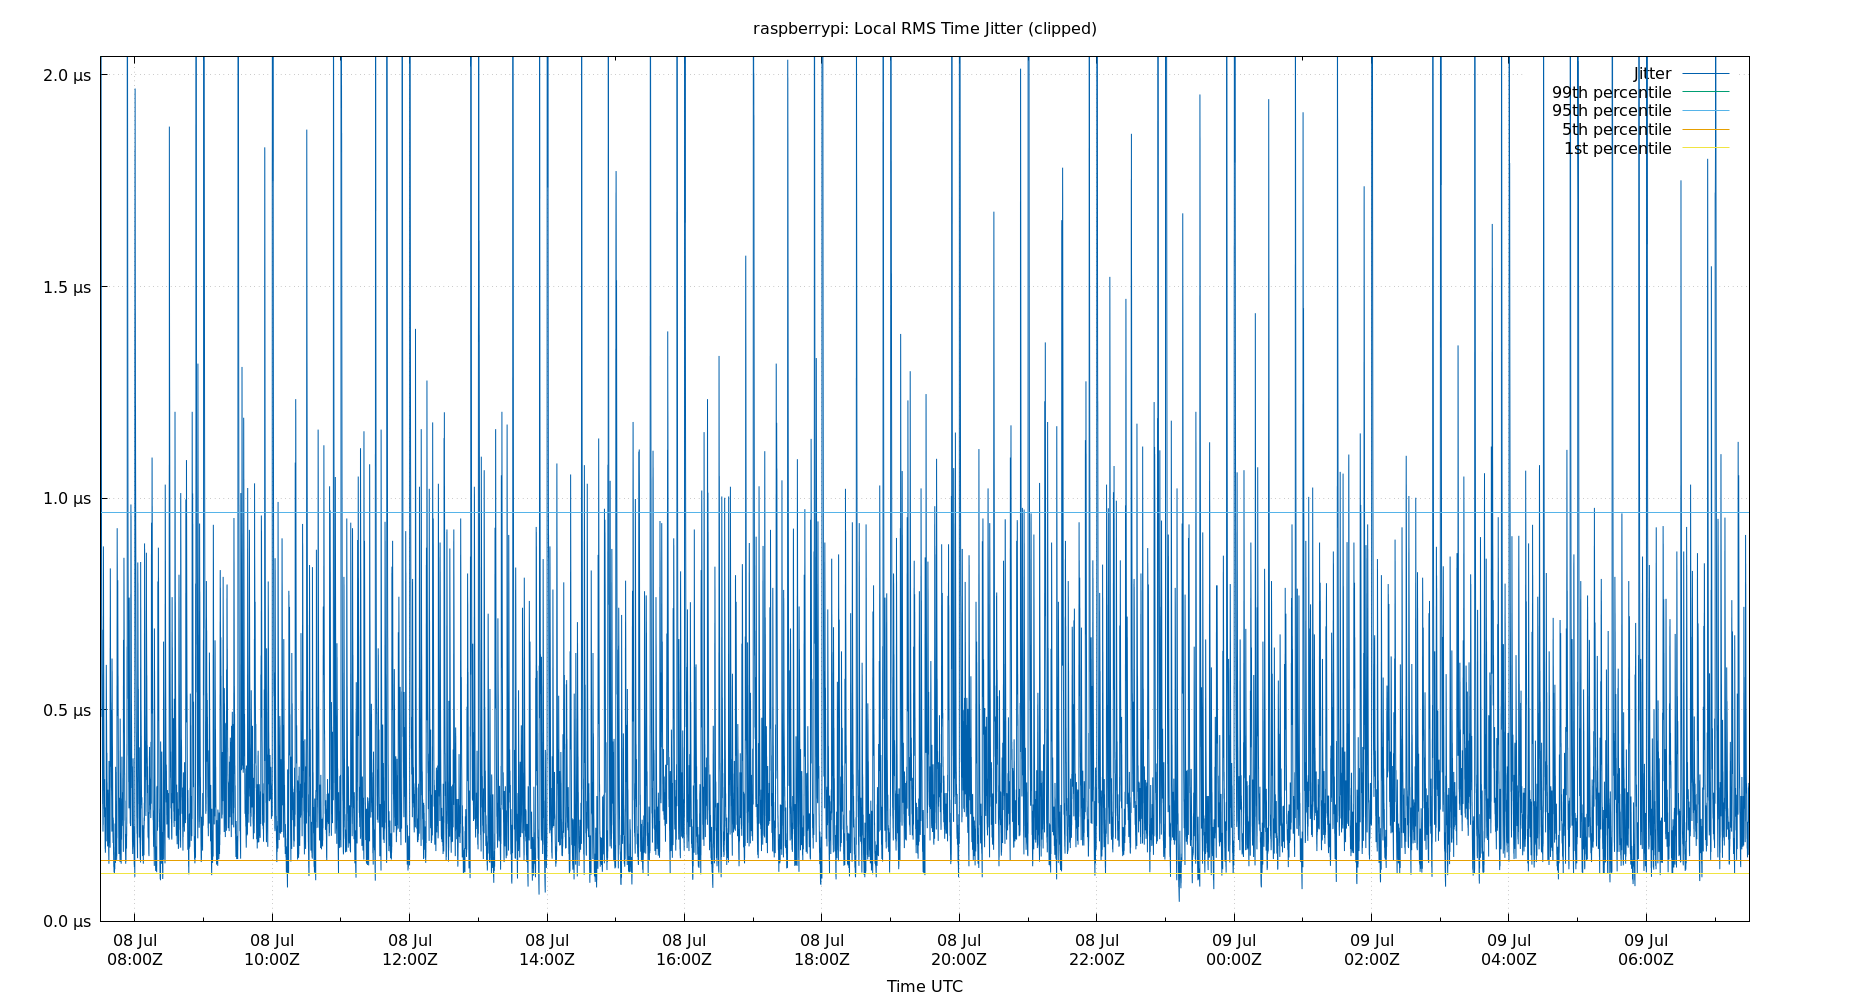 raspberrypi: Local RMS Time Jitter (clipped)
2.0 µs
1.5 µs
1.0 µs
0.5 µs
0.0 µs
Jitter
99th percentile
95th percentile
5th percentile
1st percentile
08 Jul 08 Jul 08 Jul 08 Jul 08 Jul 08 Jul 08 Jul 08 Jul 09 Jul 09 Jul 09 Jul 09 Jul
08:00Z 10:00Z 12:00Z 14:00Z 16:00Z 18:00Z 20:00Z 22:00Z 00:00Z 02:00Z 04:00Z 06:00Z
Time UTC